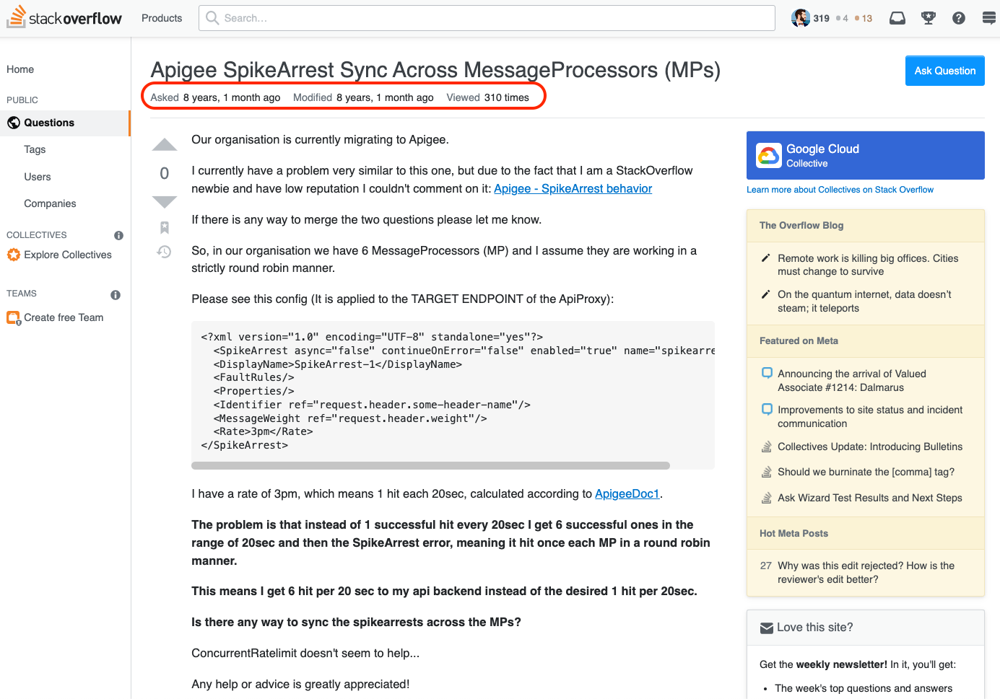 stackoverflow Products Search... 319 4 13
Home
PUBLIC
Questions
Tags
Users
Companies
COLLECTIVES
Explore Collectives
TEAMS
Create free Team
Apigee SpikeArrest Sync Across MessageProcessors (MPs)
Ask Question
Asked 8 years, 1 month ago Modified 8 years, 1 month ago Viewed 310 times
0
Our organisation is currently migrating to Apigee.
I currently have a problem very similar to this one, but due to the fact that I am a StackOverflow
newbie and have low reputation I couldn't comment on it: Apigee - SpikeArrest behavior
If there is any way to merge the two questions please let me know.
So, in our organisation we have 6 MessageProcessors (MP) and I assume they are working in a
strictly round robin manner.
Please see this config (It is applied to the TARGET ENDPOINT of the ApiProxy):
<?xml version="1.0" encoding="UTF-8" standalone="yes"?>
<SpikeArrest async="false" continueOnError="false" enabled="true" name="spikearre
<DisplayName>SpikeArrest-1</DisplayName>
<FaultRules/>
<Properties/>
<Identifier ref="request.header.some-header-name"/>
<MessageWeight ref="request.header.weight"/>
<Rate>3pm</Rate>
</SpikeArrest>
I have a rate of 3pm, which means 1 hit each 20sec, calculated according to ApigeeDoc1.
The problem is that instead of 1 successful hit every 20sec I get 6 successful ones in the
range of 20sec and then the SpikeArrest error, meaning it hit once each MP in a round robin
manner.
This means I get 6 hit per 20 sec to my api backend instead of the desired 1 hit per 20sec.
Is there any way to sync the spikearrests across the MPs?
ConcurrentRatelimit doesn't seem to help...
Any help or advice is greatly appreciated!
Google Cloud
Collective
Learn more about Collectives on Stack Overflow
The Overflow Blog
Remote work is killing big offices. Cities
must change to survive
On the quantum internet, data doesn't
steam; it teleports
Featured on Meta
Announcing the arrival of Valued
Associate #1214: Dalmarus
Improvements to site status and incident
communication
Collectives Update: Introducing Bulletins
Should we burninate the [comma] tag?
Ask Wizard Test Results and Next Steps
Hot Meta Posts
27 Why was this edit rejected? How is the
reviewer's edit better?
Love this site?
Get the weekly newsletter! In it, you'll get:
• The week's top questions and answers